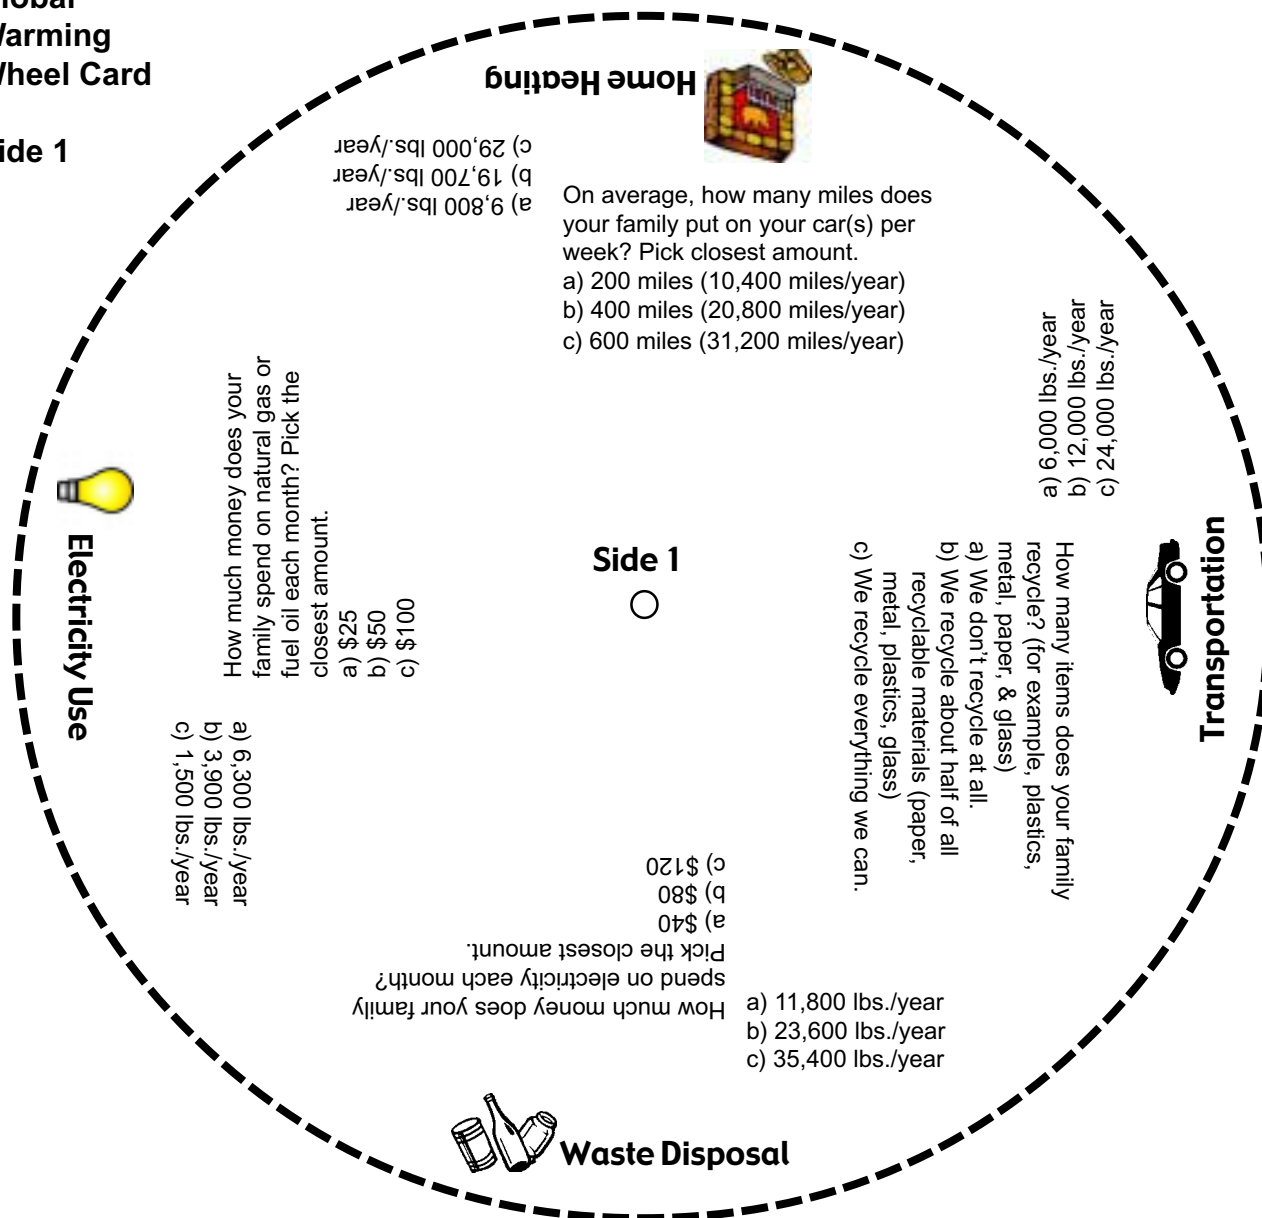 lobal
Warming
Wheel Card
ide 1
Home Heating
a) 9,800 lbs./year
b) 19,700 lbs./year
c) 29,000 lbs./year
On average, how many miles does
your family put on your car(s) per
week? Pick closest amount.
a) 200 miles (10,400 miles/year)
b) 400 miles (20,800 miles/year)
c) 600 miles (31,200 miles/year)
a) 6,000 lbs./year
b) 12,000 lbs./year
c) 24,000 lbs./year
Transportation
How many items does your family
recycle? (for example, plastics,
metal, paper, & glass)
a) We don't recycle at all.
b) We recycle about half of all
recyclable materials (paper,
metal, plastics, glass)
c) We recycle everything we can.
Side 1
How much money does your
family spend on natural gas or
fuel oil each month? Pick the
closest amount.
a) $25
b) $50
c) $100
Electricity Use
a) 6,300 lbs./year
b) 3,900 lbs./year
c) 1,500 lbs./year
How much money does your family
spend on electricity each month?
Pick the closest amount.
a) $40
b) $80
c) $120
a) 11,800 lbs./year
b) 23,600 lbs./year
c) 35,400 lbs./year
Waste Disposal